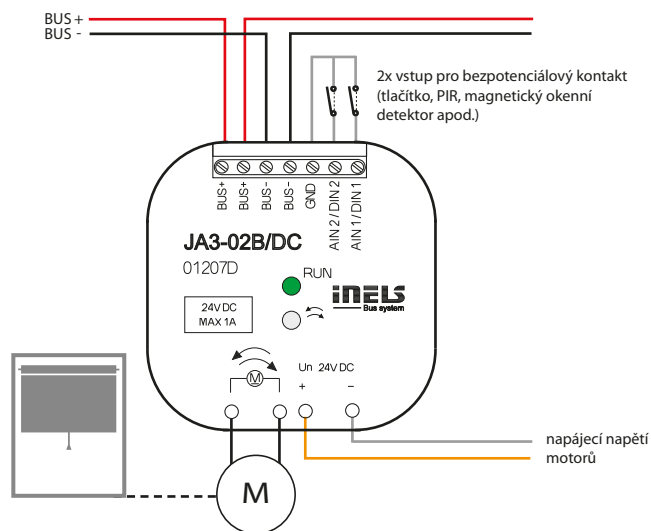 BUS +
BUS -
2x vstup pro bezpotenciálový kontakt
(tlačítko, PIR, magnetický okenní
detektor apod.)
BUS+
BUS+
BUS-
BUS-
GND
AIN 2 / DIN 2
AIN 1 / DIN 1
JA3-02B/DC
01207D
RUN
iNELS
Bus system
24V DC
MAX 1A
M
Un 24V DC
+ –
napájecí napětí
motorů
M